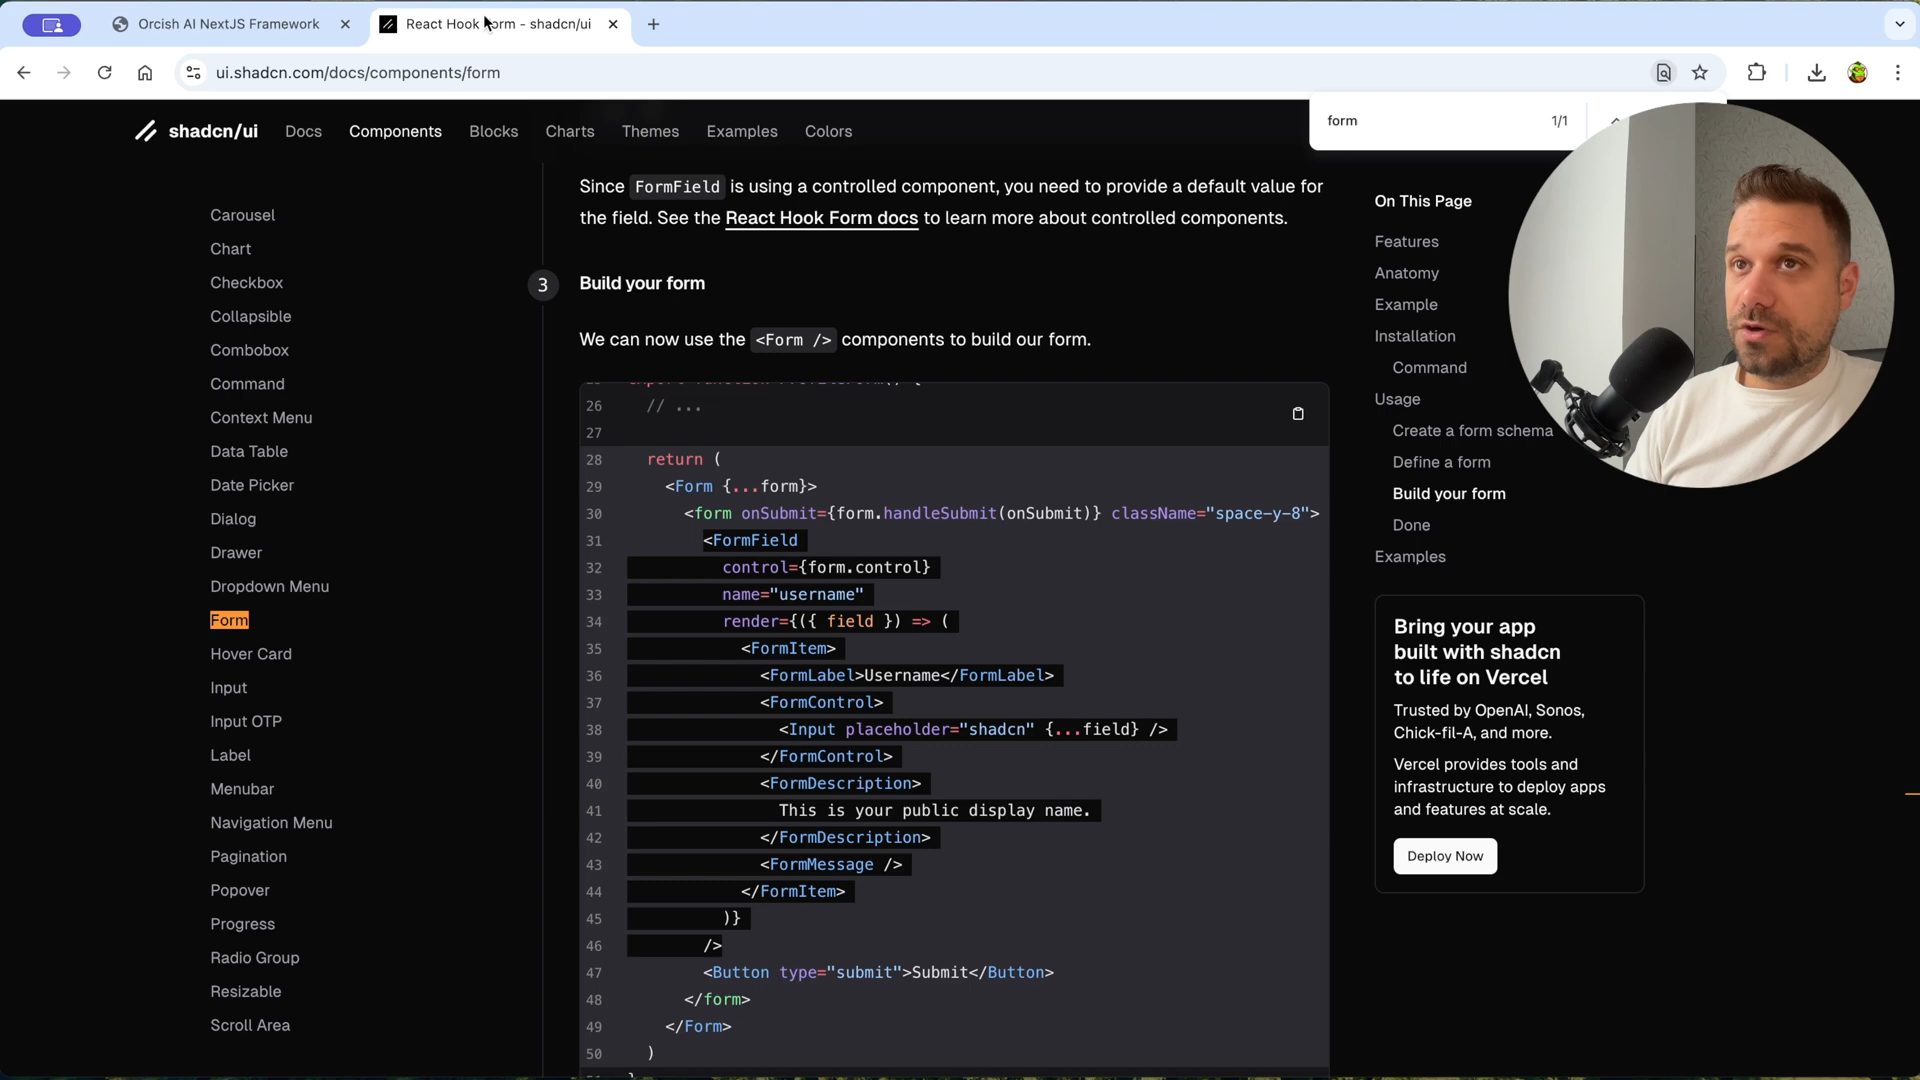 Orcish AI NextJS Framework
React Hook Form - shadcn/ui
ui.shadcn.com/docs/components/form
form 1/1
shadcn/ui
Docs
Components
Blocks
Charts
Themes
Examples
Colors
Carousel
Chart
Checkbox
Collapsible
Combobox
Command
Context Menu
Data Table
Date Picker
Dialog
Drawer
Dropdown Menu
Form
Hover Card
Input
Input OTP
Label
Menubar
Navigation Menu
Pagination
Popover
Progress
Radio Group
Resizable
Scroll Area
Since FormField is using a controlled component, you need to provide a default value for
the field. See the React Hook Form docs to learn more about controlled components.
3 Build your form
We can now use the <Form /> components to build our form.
26 // ...
27
28 return (
29 <Form {...form}>
30 <form onSubmit={form.handleSubmit(onSubmit)} className="space-y-8">
31 <FormField
32 control={form.control}
33 name="username"
34 render={({ field }) => (
35 <FormItem>
36 <FormLabel>Username</FormLabel>
37 <FormControl>
38 <Input placeholder="shadcn" {...field} />
39 </FormControl>
40 <FormDescription>
41 This is your public display name.
42 </FormDescription>
43 <FormMessage />
44 </FormItem>
45 )}
46 />
47 <Button type="submit">Submit</Button>
48 </form>
49 </Form>
50 )
On This Page
Features
Anatomy
Example
Installation
Command
Usage
Create a form schema
Define a form
Build your form
Done
Examples
Bring your app
built with shadcn
to life on Vercel
Trusted by OpenAI, Sonos,
Chick-fil-A, and more.
Vercel provides tools and
infrastructure to deploy apps
and features at scale.
Deploy Now